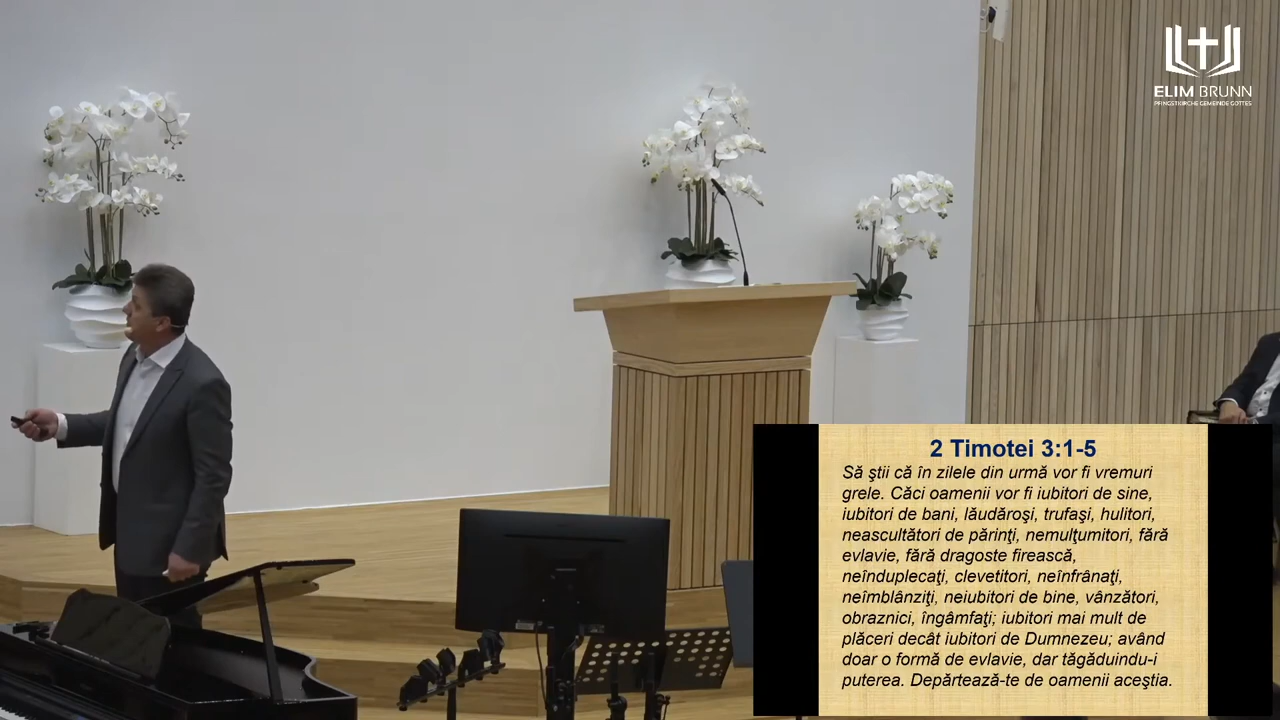 ELIM BRUNN
PFINGSTKIRCHE GEMEINDE GOTTES
2 Timotei 3:1-5
Să ştii că în zilele din urmă vor fi vremuri
grele. Căci oamenii vor fi iubitori de sine,
iubitori de bani, lăudăroşi, trufaşi, hulitori,
neascultători de părinţi, nemulţumitori, fără
evlavie, fără dragoste firească,
neînduplecaţi, clevetitori, neînfrânaţi,
neîmblânziţi, neiubitori de bine, vânzători,
obraznici, îngâmfaţi; iubitori mai mult de
plăceri decât iubitori de Dumnezeu; având
doar o formă de evlavie, dar tăgăduindu-i
puterea. Depărtează-te de oamenii aceştia.